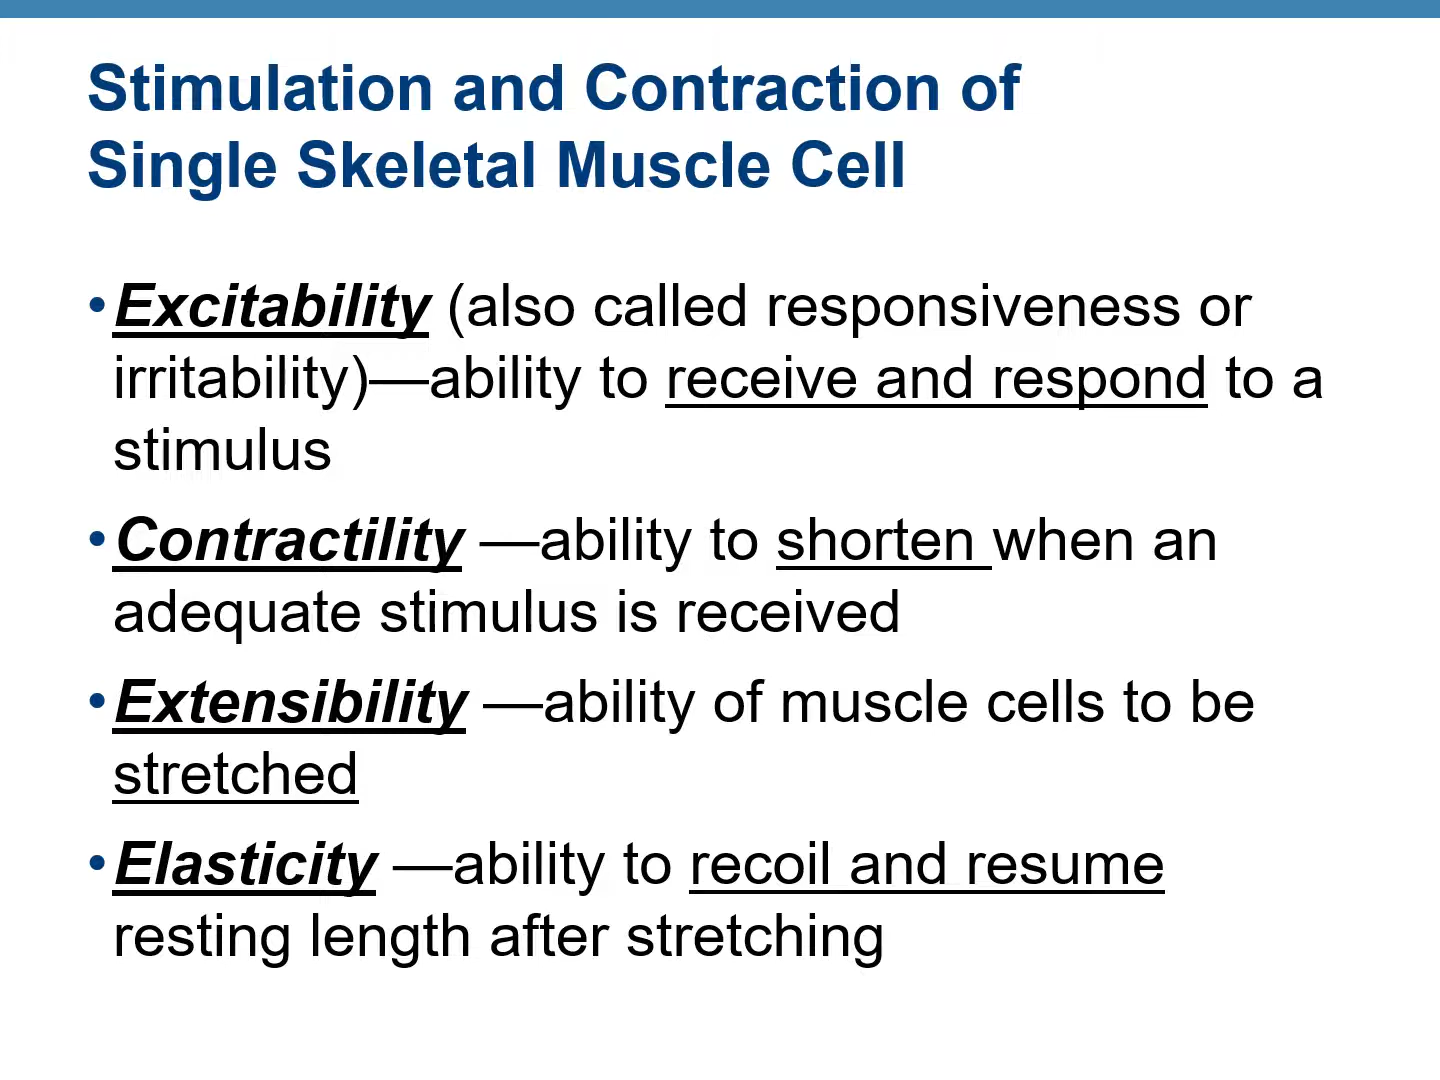 Stimulation and Contraction of
Single Skeletal Muscle Cell
•Excitability (also called responsiveness or
irritability)—ability to receive and respond to a
stimulus
•Contractility —ability to shorten when an
adequate stimulus is received
•Extensibility —ability of muscle cells to be
stretched
•Elasticity —ability to recoil and resume
resting length after stretching